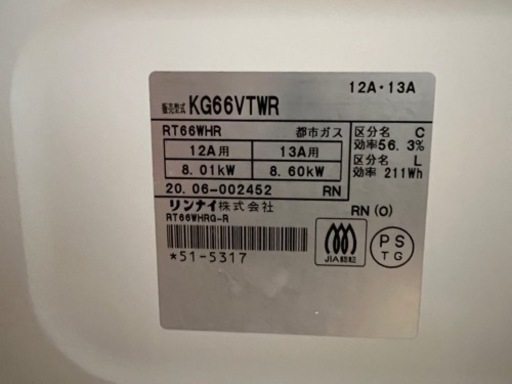 12A・13A
販売型式 KG66VTWR
RT66WHR 都市ガス
12A用 13A用
8.01kW 8.60kW
区分名 C
効率56.3%
区分名 L
効率 211Wh
20.06-002452 RN
リンナイ株式会社 RN(O)
RT66WHRG-R
*51-5317
JIA認証
PS
TG